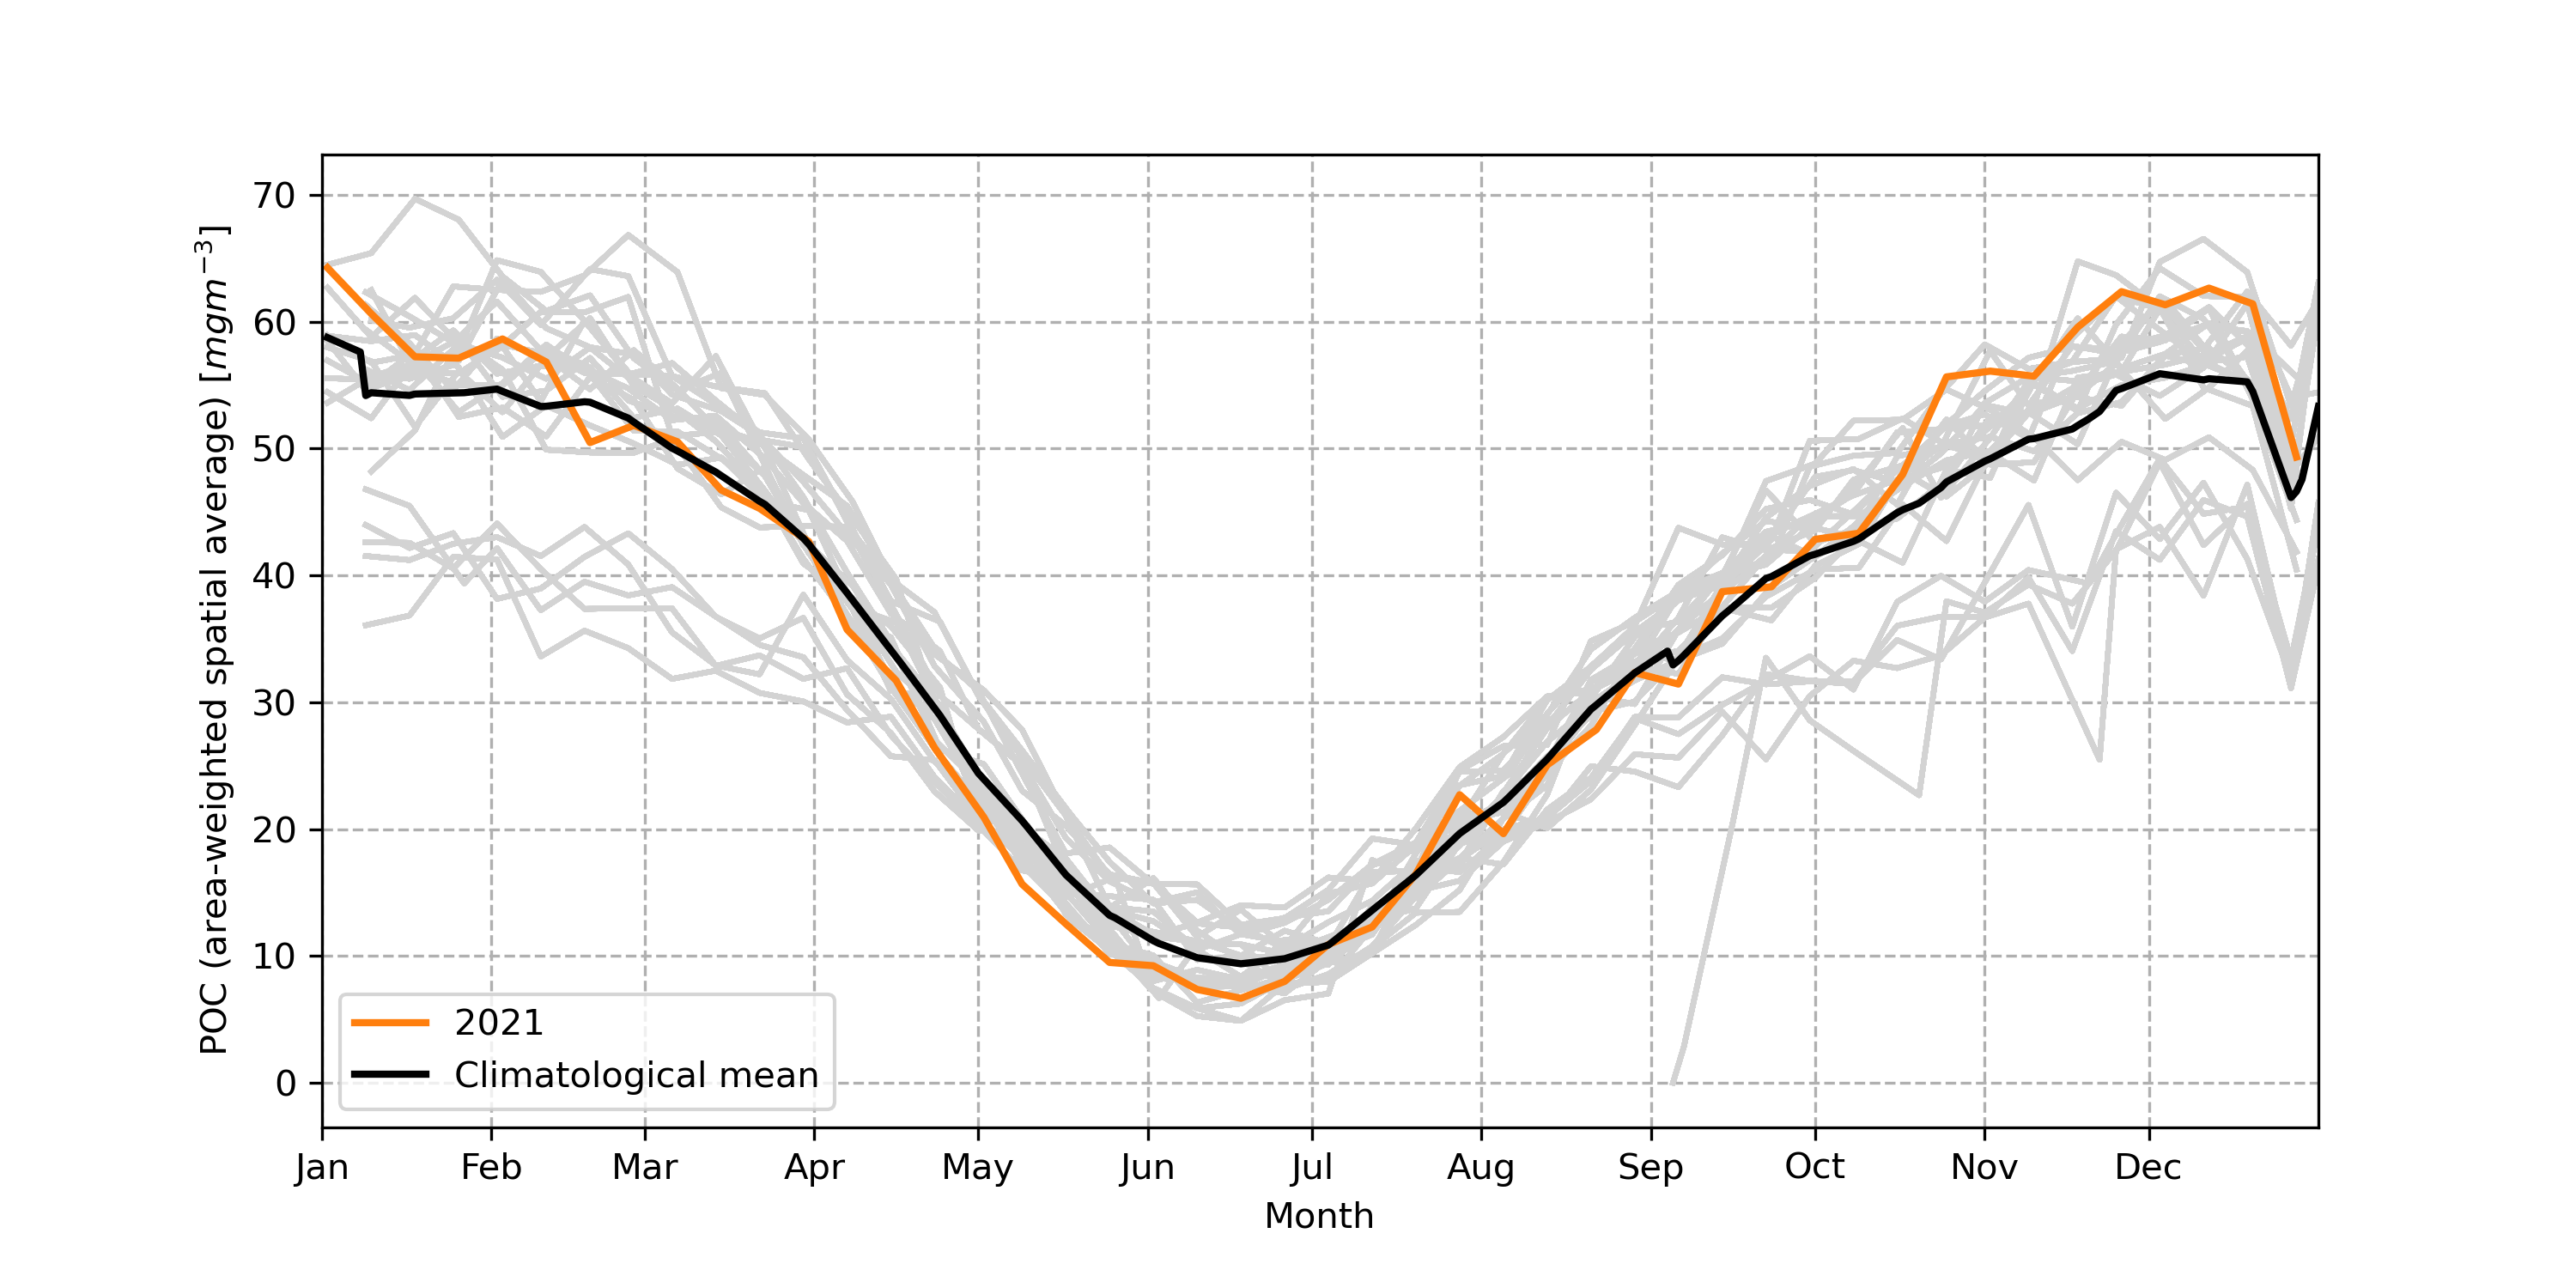 POC (area-weighted spatial average) [mgm⁻³]
70
60
50
40
30
20
10
0
2021
Climatological mean
Jan Feb Mar Apr May Jun Jul Aug Sep Oct Nov Dec
Month